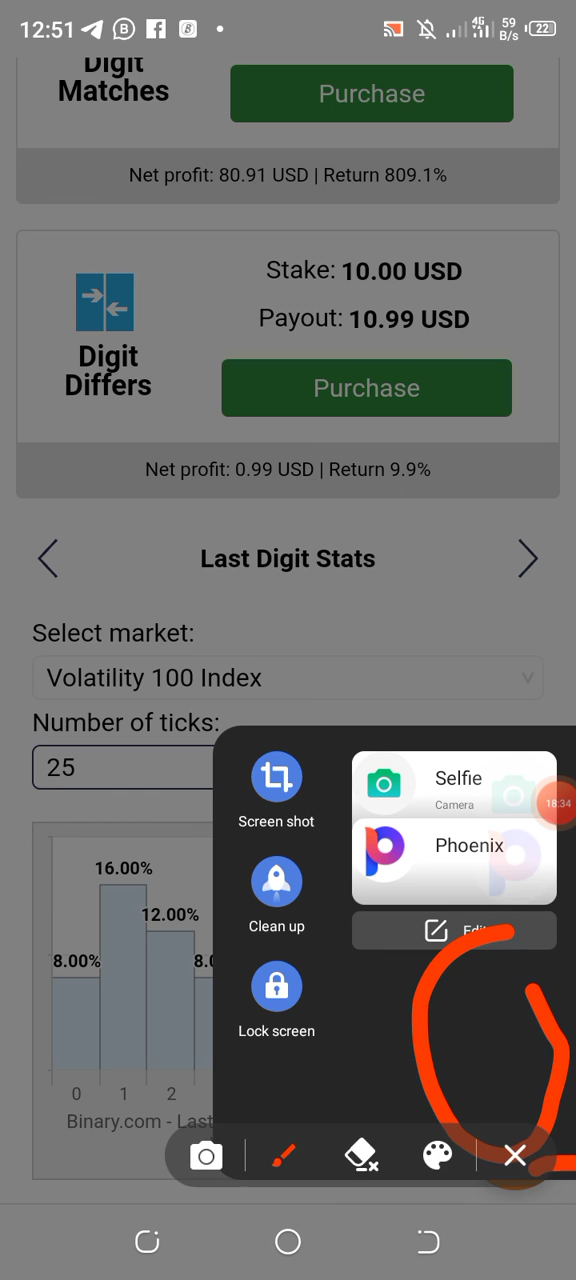 12:51
4G
59
B/s
22
Digit
Matches
Purchase
Net profit: 80.91 USD | Return 809.1%
Stake: 10.00 USD
Payout: 10.99 USD
Digit
Differs
Purchase
Net profit: 0.99 USD | Return 9.9%
Last Digit Stats
Select market:
Volatility 100 Index
Number of ticks:
25
Screen shot
Selfie
Camera
18:34
Phoenix
Clean up
Lock screen
16.00%
12.00%
8.00%
0 1 2
Binary.com - Last